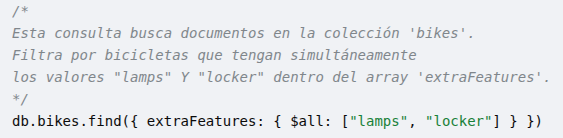 /*
Esta consulta busca documentos en la colección 'bikes'.
Filtra por bicicletas que tengan simultáneamente
los valores "lamps" Y "locker" dentro del array 'extraFeatures'.
*/
db.bikes.find({ extraFeatures: { $all: ["lamps", "locker"] } })